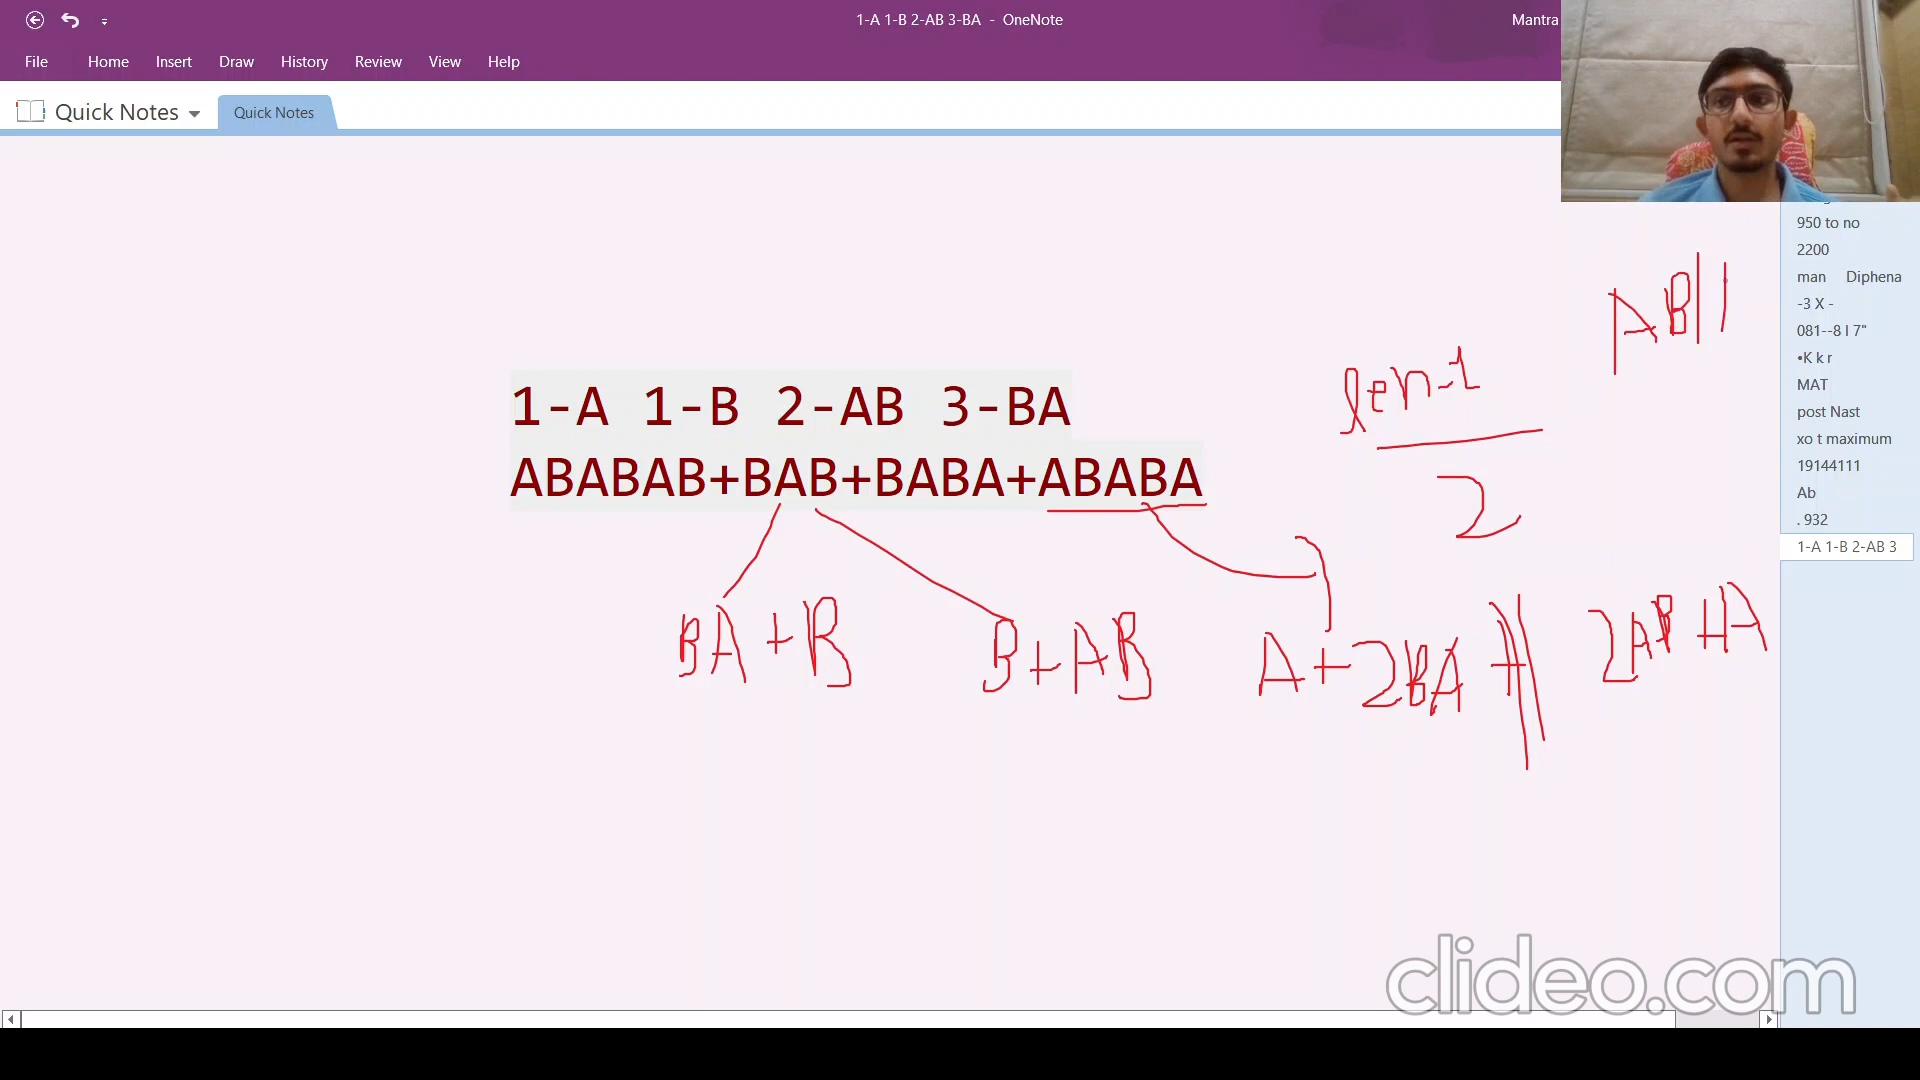 1-A 1-B 2-AB 3-BA - OneNote
Mantra
File Home Insert Draw History Review View Help
Quick Notes
Quick Notes
950 to no
2200
man Diphena
-3 X -
081--8 I 7"
•K k r
MAT
post Nast
xo t maximum
19144111
Ab
. 932
1-A 1-B 2-AB 3
AB||
len-1
2
1-A 1-B 2-AB 3-BA
ABABAB+BAB+BABA+ABABA
BA+B
B+AB
A+2BA
2AB+A
clideo.com